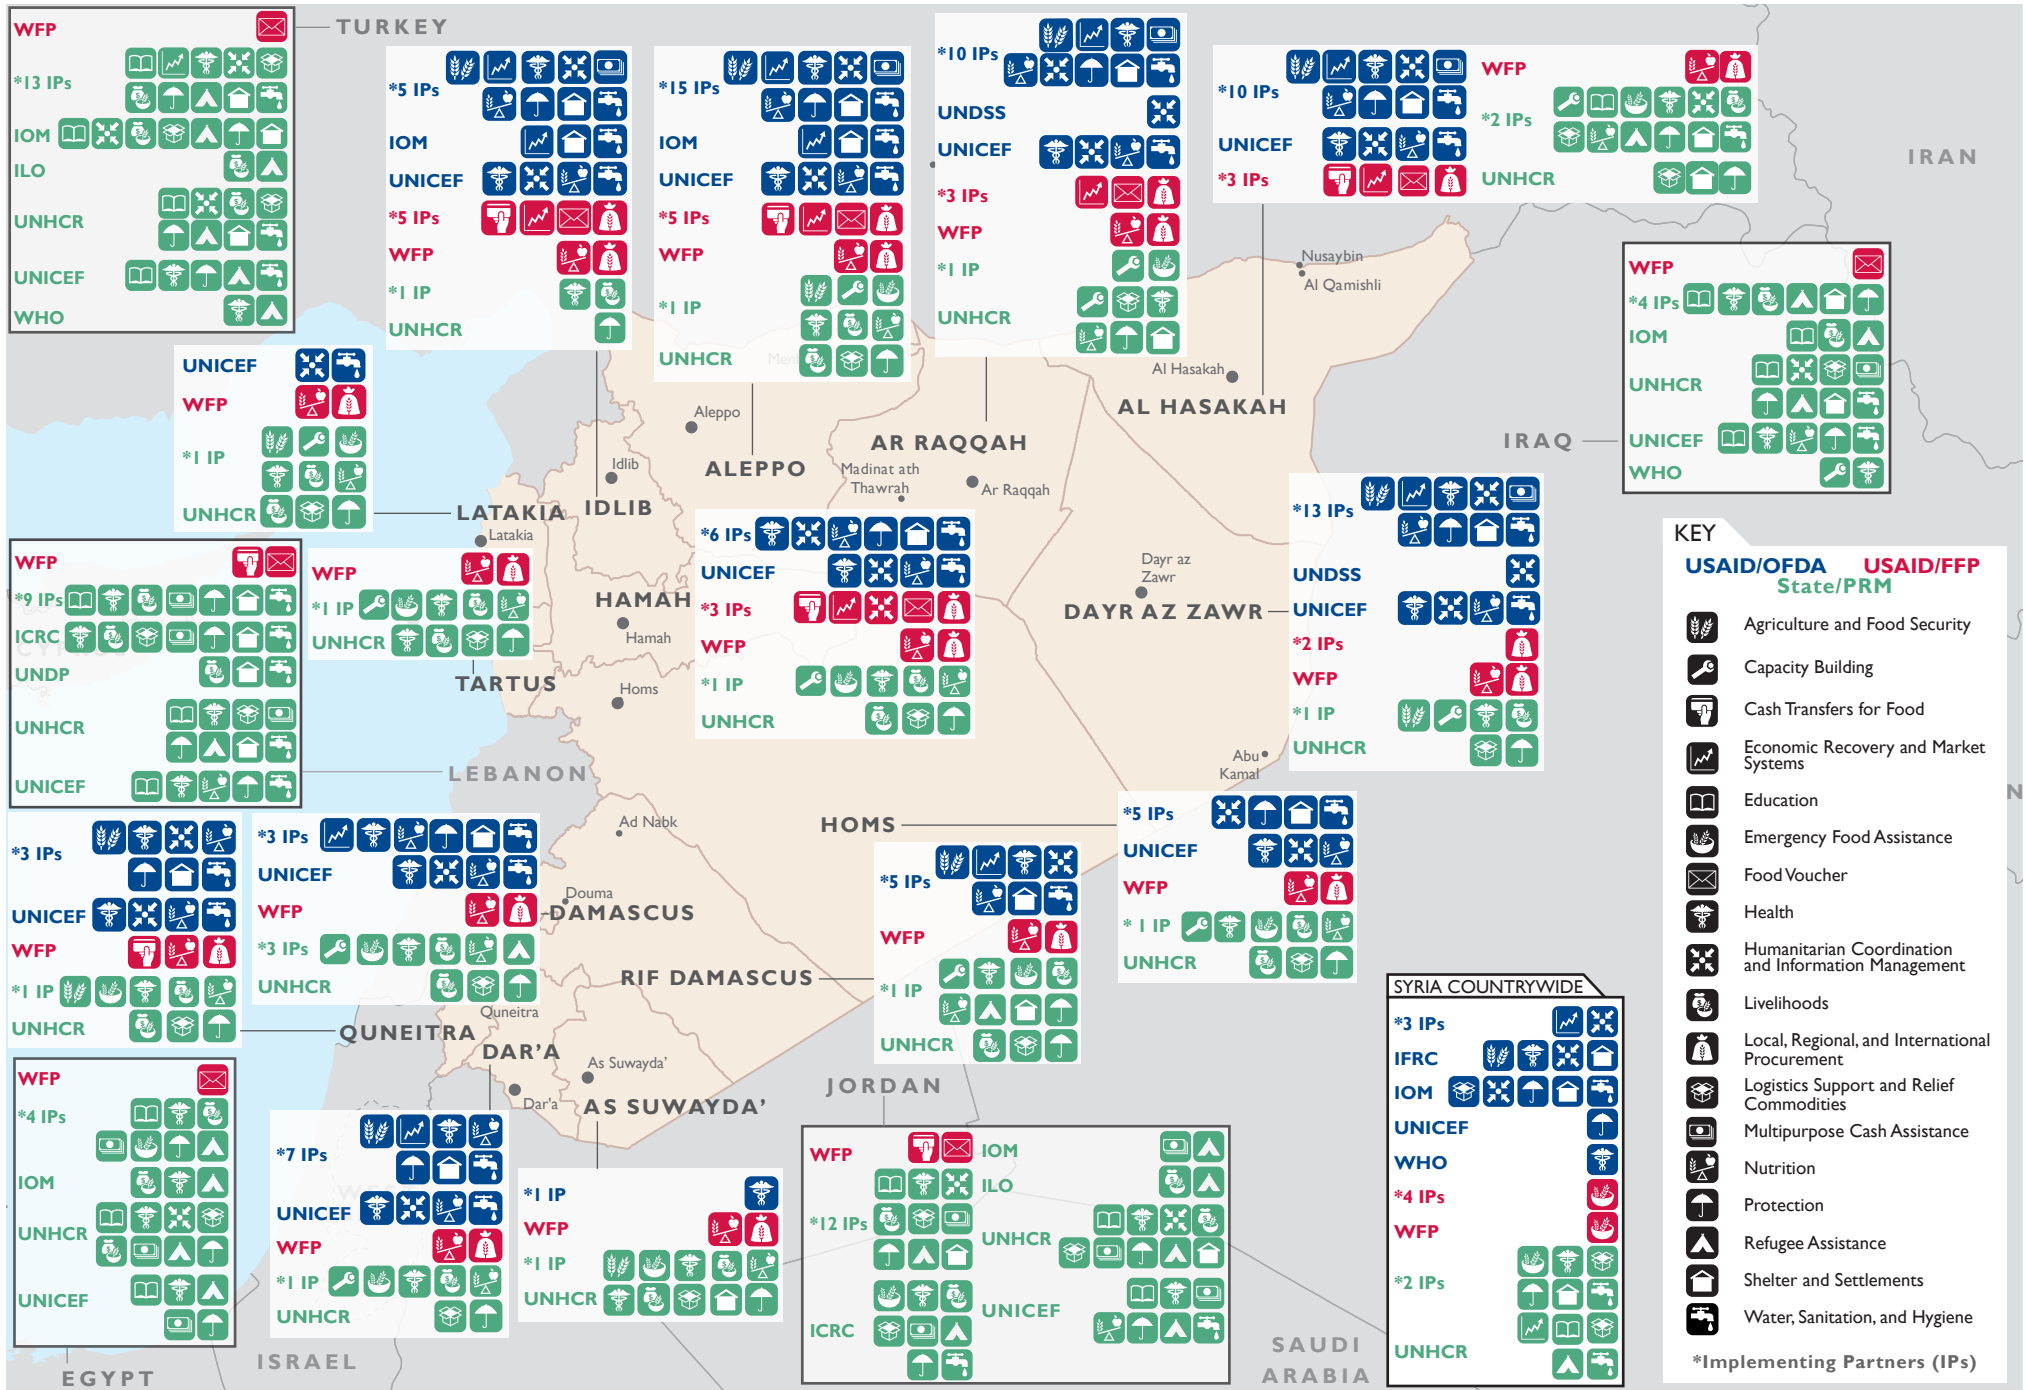 TURKEY
WFP
*13 IPs
IOM
ILO
UNHCR
UNICEF
WHO
*5 IPs
IOM
UNICEF
*5 IPs
WFP
*1 IP
UNHCR
*15 IPs
IOM
UNICEF
*5 IPs
WFP
*1 IP
UNHCR
*10 IPs
UNDSS
UNICEF
*3 IPs
WFP
*1 IP
UNHCR
*10 IPs
UNICEF
*3 IPs
WFP
*2 IPs
UNHCR
IRAN
Nusaybin
Al Qamishli
WFP
*4 IPs
IOM
UNHCR
UNICEF
WHO
IRAQ
UNICEF
WFP
*1 IP
UNHCR
LATAKIA
Latakia
IDLIB
Idlib
Aleppo
ALEPPO
AR RAQQAH
Madinat ath
Thawrah
Ar Raqqah
Al Hasakah
AL HASAKAH
WFP
*9 IPs
ICRC
UNDP
UNHCR
UNICEF
CYPRUS
WFP
*1 IP
UNHCR
TARTUS
HAMAH
Hamah
Homs
*6 IPs
UNICEF
*3 IPs
WFP
*1 IP
UNHCR
Dayr az
Zawr
DAYR AZ ZAWR
Abu
Kamal
*13 IPs
UNDSS
UNICEF
*2 IPs
WFP
*1 IP
UNHCR
LEBANON
*3 IPs
UNICEF
WFP
*1 IP
UNHCR
*3 IPs
UNICEF
WFP
*3 IPs
UNHCR
Ad Nabk
Douma
DAMASCUS
HOMS
RIF DAMASCUS
*5 IPs
WFP
*1 IP
UNHCR
*5 IPs
UNICEF
WFP
* 1 IP
UNHCR
Quneitra
QUNEITRA
DAR'A
Dar'a
As Suwayda'
AS SUWAYDA'
JORDAN
WFP
*4 IPs
IOM
UNHCR
UNICEF
EGYPT
ISRAEL
*7 IPs
UNICEF
WFP
*1 IP
UNHCR
*1 IP
WFP
*1 IP
UNHCR
WFP
*12 IPs
ICRC
IOM
ILO
UNHCR
UNICEF
SAUDI
ARABIA
SYRIA COUNTRYWIDE
*3 IPs
IFRC
IOM
UNICEF
WHO
*4 IPs
WFP
*2 IPs
UNHCR
KEY
USAID/OFDA USAID/FFP
State/PRM
Agriculture and Food Security
Capacity Building
Cash Transfers for Food
Economic Recovery and Market
Systems
Education
Emergency Food Assistance
Food Voucher
Health
Humanitarian Coordination
and Information Management
Livelihoods
Local, Regional, and International
Procurement
Logistics Support and Relief
Commodities
Multipurpose Cash Assistance
Nutrition
Protection
Refugee Assistance
Shelter and Settlements
Water, Sanitation, and Hygiene
*Implementing Partners (IPs)